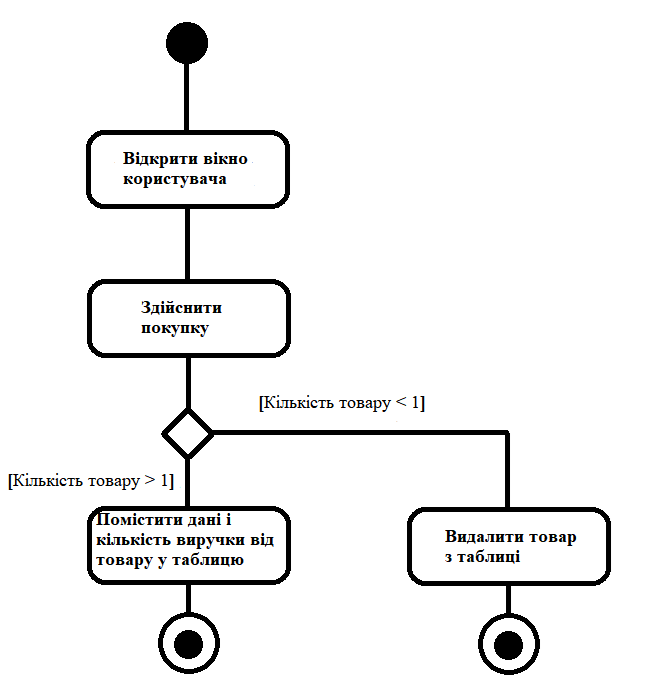 Відкрити вікно
користувача
Здійснити
покупку
[Кількість товару < 1]
[Кількість товару > 1]
Помістити дані і
кількість виручки від
товару у таблицю
Видалити товар
з таблиці